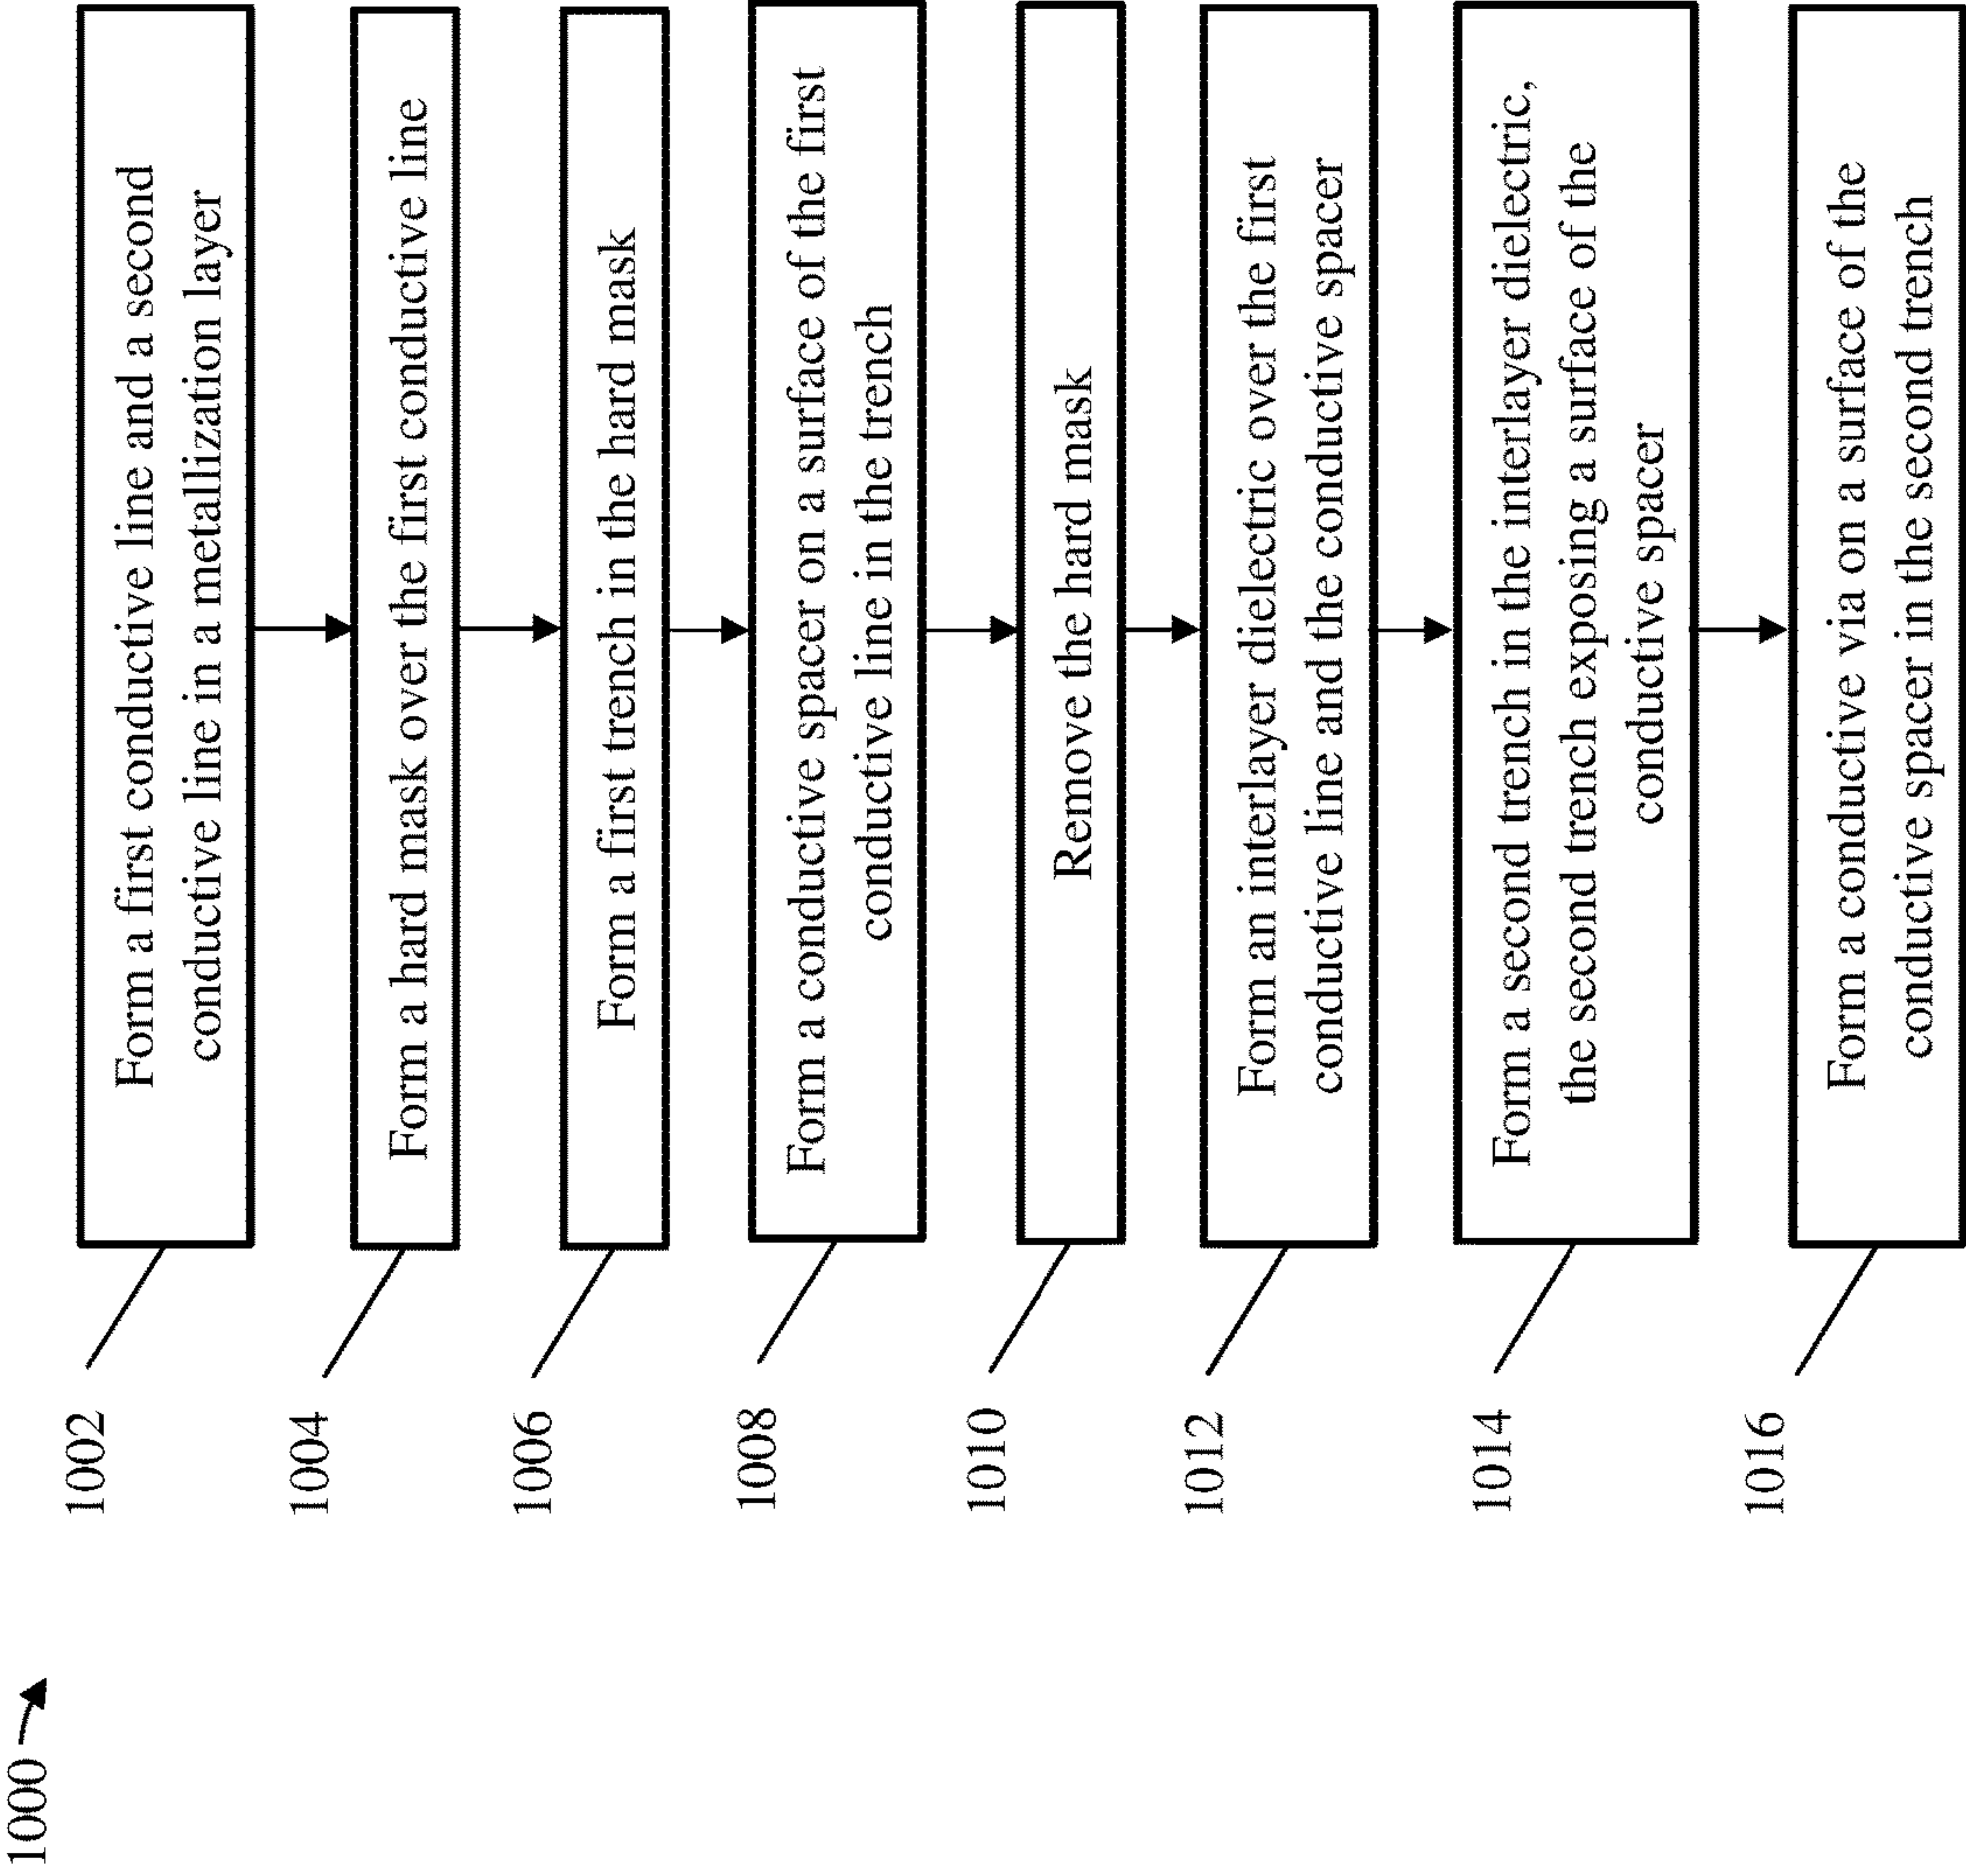 1000
1002
Form a first conductive line and a second
conductive line in a metallization layer
1004
Form a hard mask over the first conductive line
1006
Form a first trench in the hard mask
1008
Form a conductive spacer on a surface of the first
conductive line in the trench
1010
Remove the hard mask
1012
Form an interlayer dielectric over the first
conductive line and the conductive spacer
1014
Form a second trench in the interlayer dielectric,
the second trench exposing a surface of the
conductive spacer
1016
Form a conductive via on a surface of the
conductive spacer in the second trench